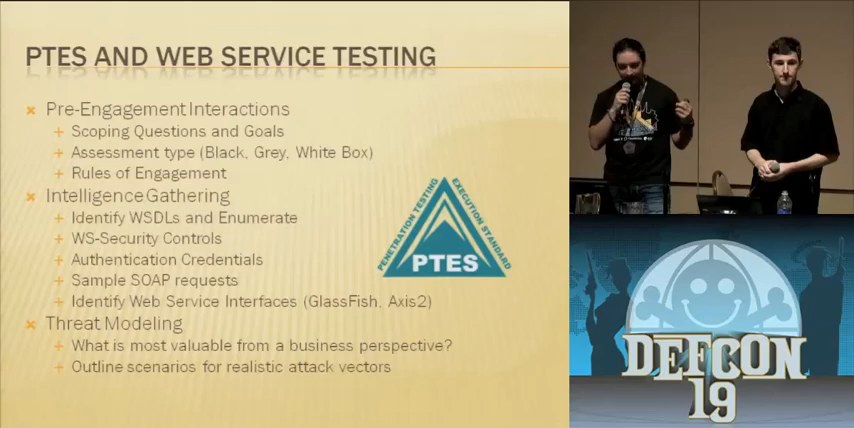 PTES AND WEB SERVICE TESTING
Pre-Engagement Interactions
Scoping Questions and Goals
Assessment type (Black, Grey, White Box)
Rules of Engagement
Intelligence Gathering
Identify WSDLs and Enumerate
WS-Security Controls
Authentication Credentials
Sample SOAP requests
Identify Web Service Interfaces (GlassFish, Axis2)
Threat Modeling
What is most valuable from a business perspective?
Outline scenarios for realistic attack vectors
PENETRATION TESTING
EXECUTION STANDARD
PTES
DEFCON
19